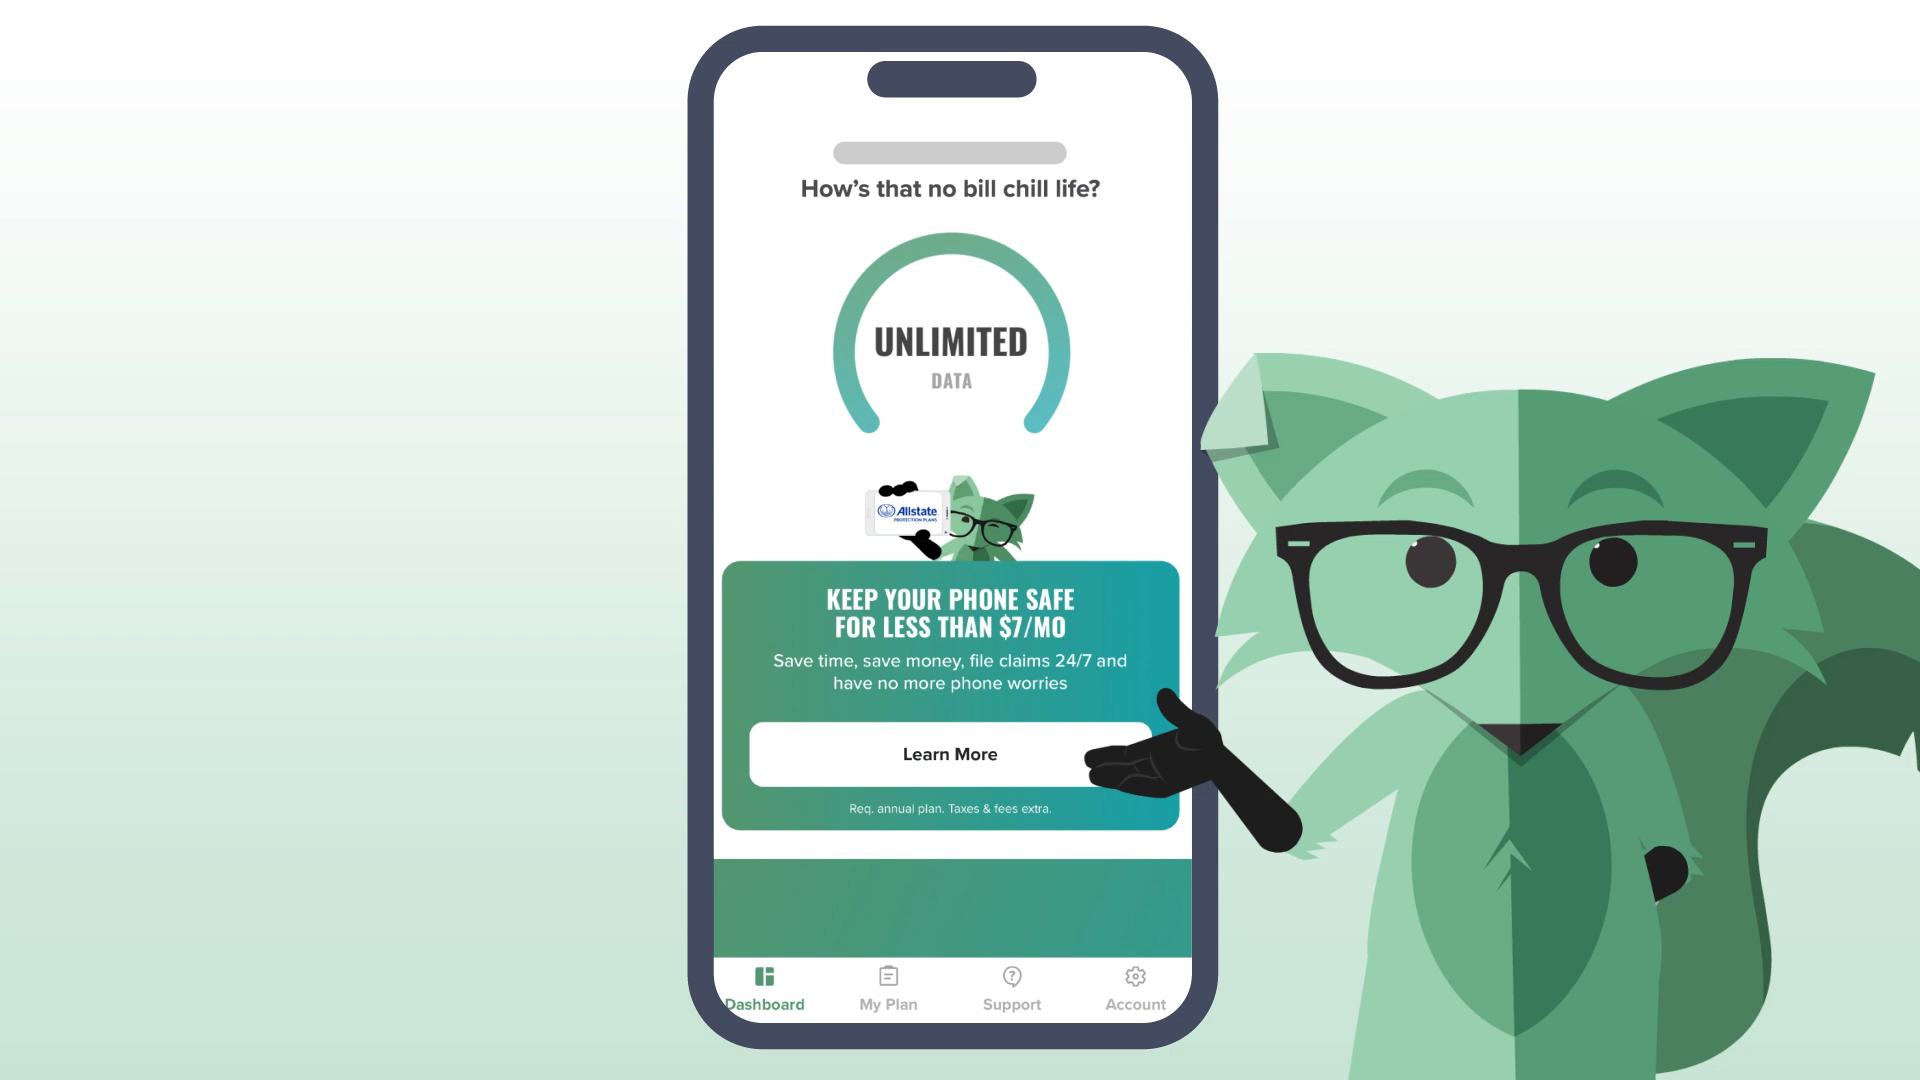 How's that no bill chill life?
UNLIMITED
DATA
Allstate
PROTECTION PLANS
KEEP YOUR PHONE SAFE
FOR LESS THAN $7/MO
Save time, save money, file claims 24/7 and
have no more phone worries
Learn More
Req. annual plan. Taxes & fees extra.
Dashboard
My Plan
Support
Account